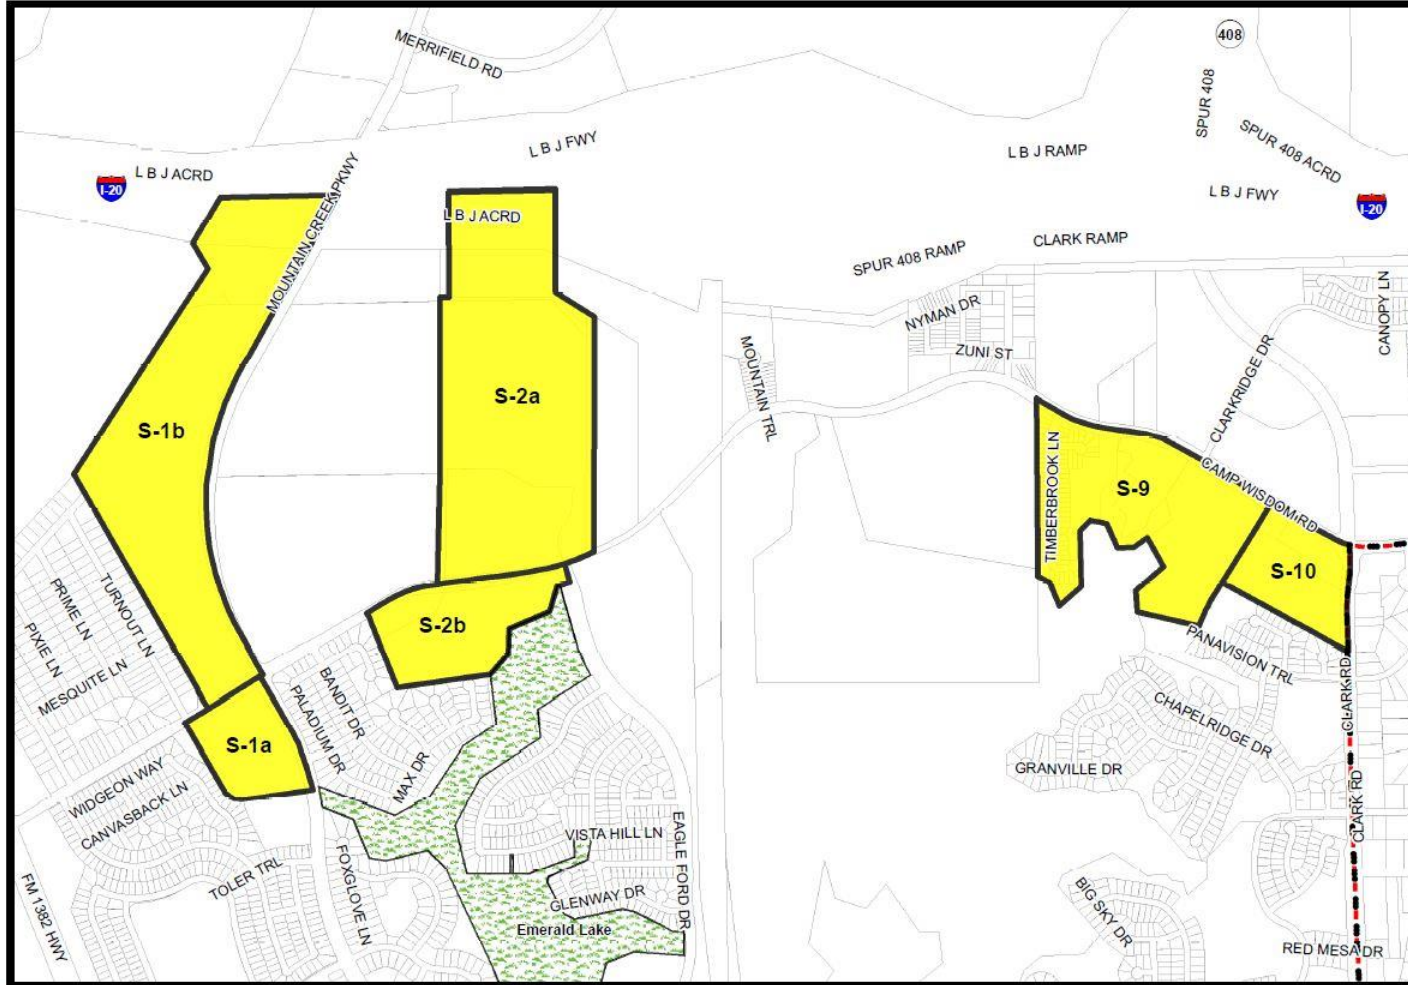 408
MERRIFIELD RD
SPUR 408
SPUR 408 ACRD
L B J FWY
L B J RAMP
L B J ACRD
I-20
L B J FWY
I-20
MOUNTAIN CREEK PKWY
L B J ACRD
CLARK RAMP
SPUR 408 RAMP
CANOPY LN
NYMAN DR
ZUNI ST
MOUNTAIN TRL
CLARKRIDGE DR
S-2a
S-1b
TIMBERBROOK LN
S-9
CAMP WISDOM RD
S-10
PRIME LN
TURNOUT LN
PIXIE LN
MESQUITE LN
S-2b
PANAVISION TRL
BANDIT DR
PALADIUM DR
CLARK RD
CHAPELRIDGE DR
S-1a
MAX DR
GRANVILLE DR
WIDGEON WAY
CANVASBACK LN
CLARK RD
VISTA HILL LN
EAGLE FORD DR
TOLER TRL
FOXGLOVE LN
GLENWAY DR
BIG SKY DR
FM 1382 HWY
Emerald Lake
RED MESA DR